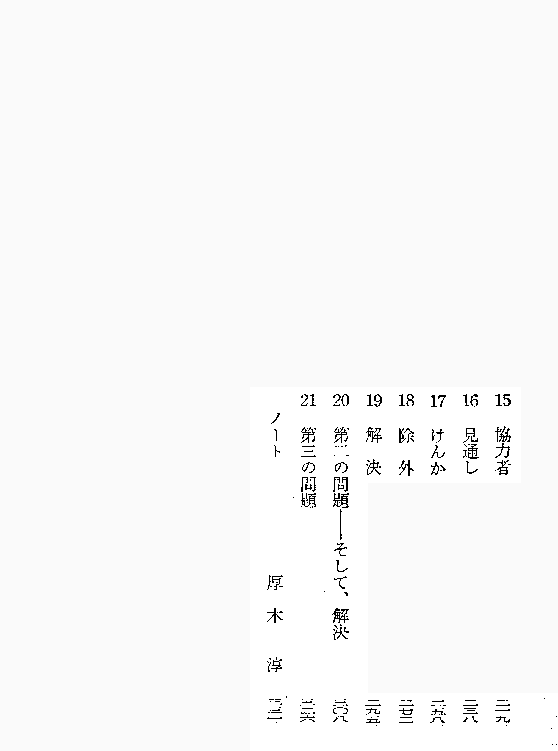 15 協力者
16 見通し
17 けんか
18 除外
19 解決
20 第二の問題――そして、解決
21 第三の問題
ノート 厚木淳